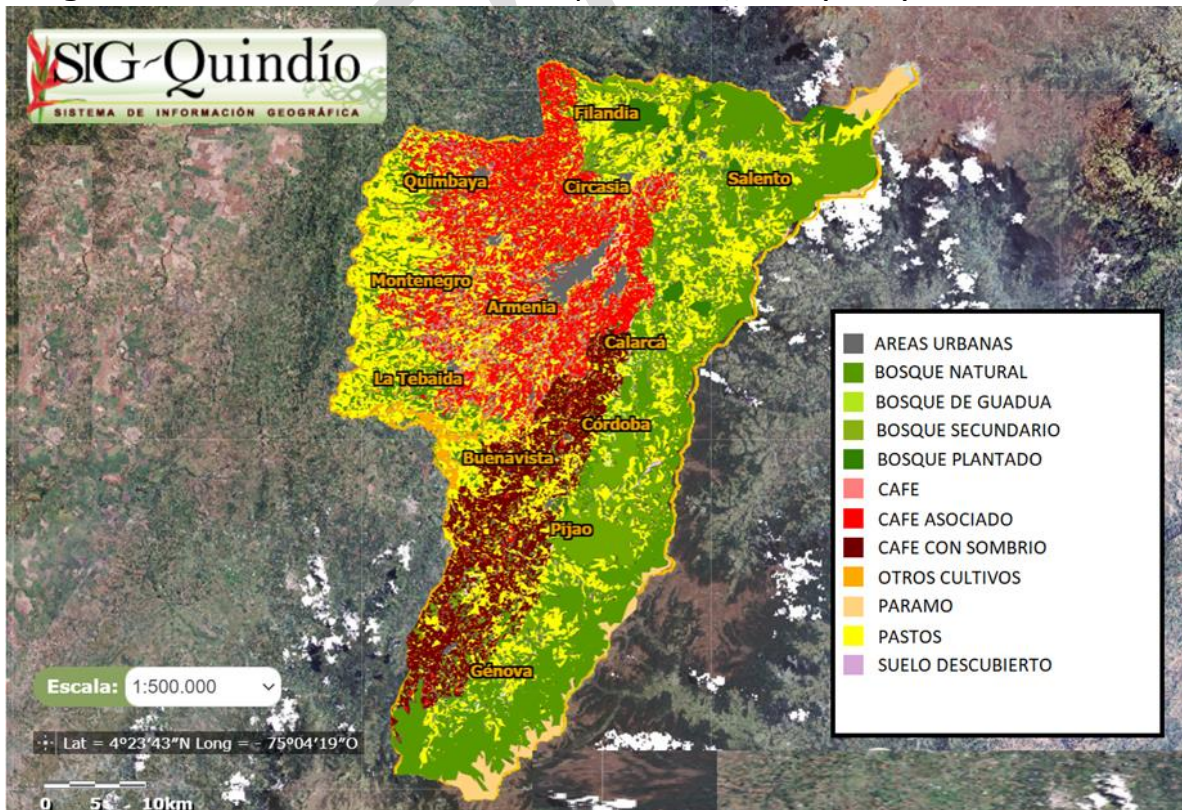 SIG-Quindío
SISTEMA DE INFORMACIÓN GEOGRÁFICA
Filandia
Quimbaya
Circasia
Salento
Montenegro
Armenia
Calarcá
La Tebaida
Córdoba
Buenavista
Pijao
Génova
AREAS URBANAS
BOSQUE NATURAL
BOSQUE DE GUADUA
BOSQUE SECUNDARIO
BOSQUE PLANTADO
CAFE
CAFE ASOCIADO
CAFE CON SOMBRIO
OTROS CULTIVOS
PARAMO
PASTOS
SUELO DESCUBIERTO
Escala: 1:500.000
Lat = 4°23'43"N Long = - 75°04'19"O
0 5 10km